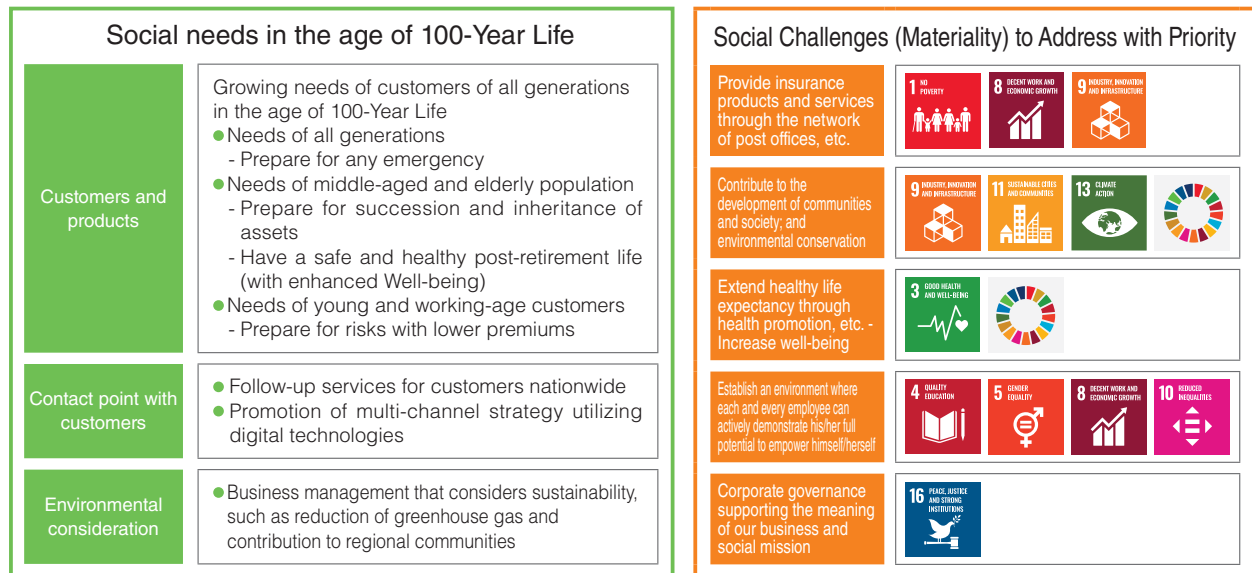 Social needs in the age of 100-Year Life
Customers and
products
Growing needs of customers of all generations
in the age of 100-Year Life
● Needs of all generations
- Prepare for any emergency
● Needs of middle-aged and elderly population
- Prepare for succession and inheritance of
assets
- Have a safe and healthy post-retirement life
(with enhanced Well-being)
● Needs of young and working-age customers
- Prepare for risks with lower premiums
Contact point with
customers
● Follow-up services for customers nationwide
● Promotion of multi-channel strategy utilizing
digital technologies
Environmental
consideration
● Business management that considers sustainability,
such as reduction of greenhouse gas and
contribution to regional communities
Social Challenges (Materiality) to Address with Priority
Provide insurance
products and services
through the network
of post offices, etc.
1 NO
POVERTY
8 DECENT WORK AND
ECONOMIC GROWTH
9 INDUSTRY, INNOVATION
AND INFRASTRUCTURE
Contribute to the
development of communities
and society; and
environmental conservation
9 INDUSTRY, INNOVATION
AND INFRASTRUCTURE
11 SUSTAINABLE CITIES
AND COMMUNITIES
13 CLIMATE
ACTION
Extend healthy life
expectancy through
health promotion, etc. -
Increase well-being
3 GOOD HEALTH
AND WELL-BEING
Establish an environment where
each and every employee can
actively demonstrate his/her full
potential to empower himself/herself
4 QUALITY
EDUCATION
5 GENDER
EQUALITY
8 DECENT WORK AND
ECONOMIC GROWTH
10 REDUCED
INEQUALITIES
Corporate governance
supporting the meaning
of our business and
social mission
16 PEACE, JUSTICE
AND STRONG
INSTITUTIONS